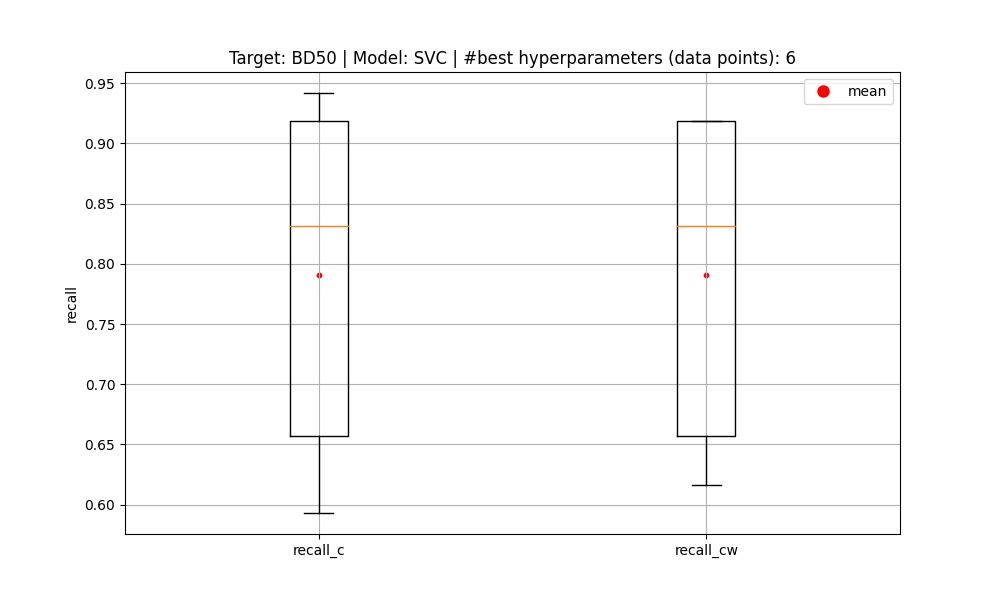 Target: BD50 | Model: SVC | #best hyperparameters (data points): 6
mean
0.95
0.90
0.85
0.80
0.75
0.70
0.65
0.60
recall
recall_c
recall_cw